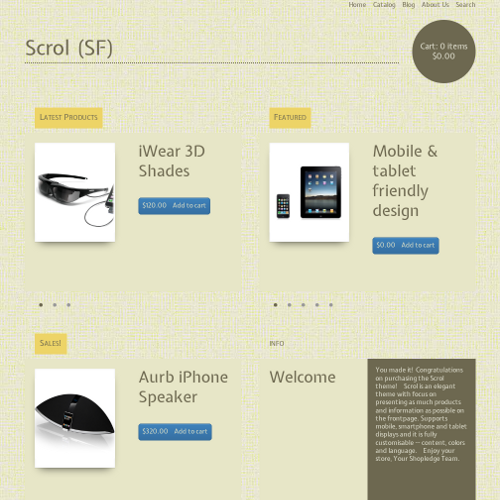 Home Catalog Blog About Us Search
Scrol (SF)
Cart: 0 items
$0.00
Latest Products
iWear 3D
Shades
$120.00 Add to cart
Featured
Mobile &
tablet
friendly
design
$0.00 Add to cart
Sales!
Aurb iPhone
Speaker
$320.00 Add to cart
INFO
Welcome
You made it! Congratulations
on purchasing the Scrol
theme! Scrol is an elegant
theme with focus on
presenting as much products
and information as possible on
the frontpage. Supports
mobile, smartphone and tablet
displays and it is fully
customisable -- content, colors
and language. Enjoy your
store, Your Shopledge Team.